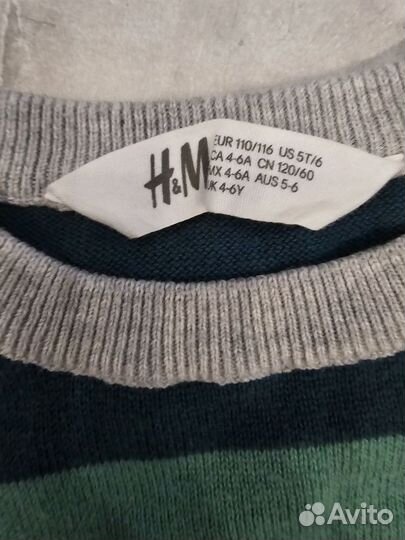 H&M
EUR 110/116 US 5T/6
CA 4-6A CN 120/60
MX 4-6A AUS 5-6
UK 4-6Y
Avito